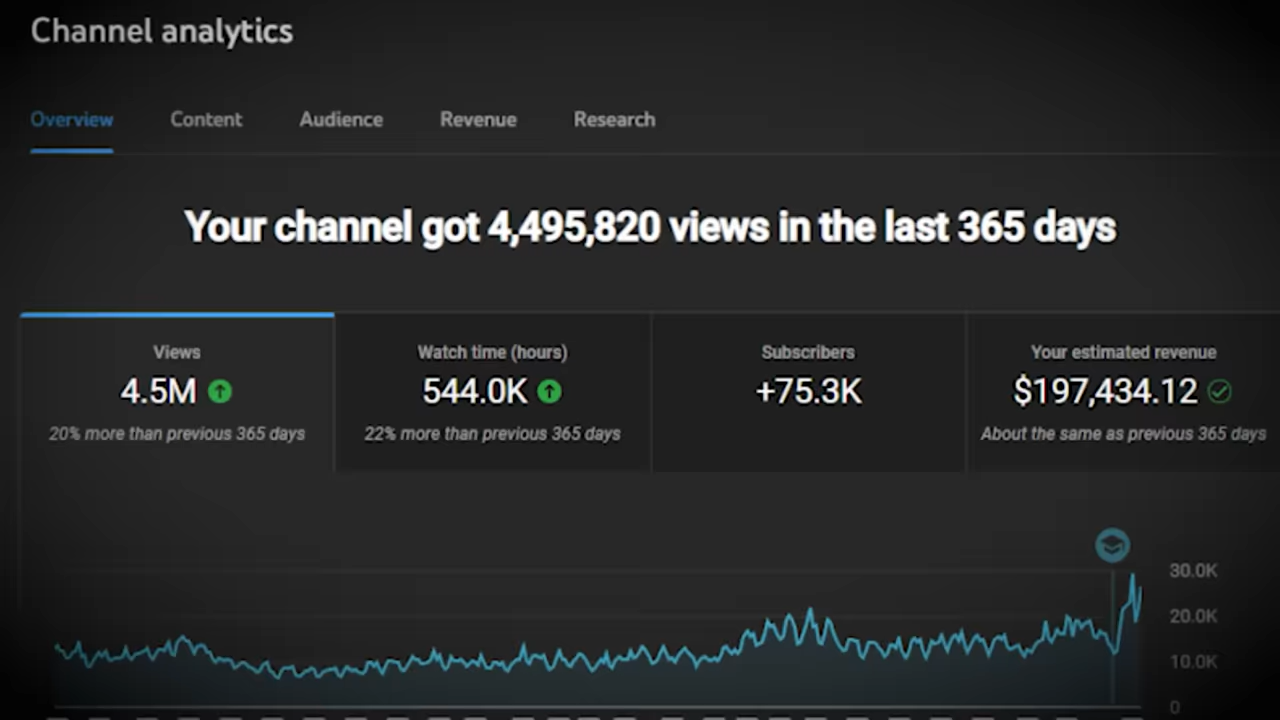 Channel analytics
Overview Content Audience Revenue Research
Your channel got 4,495,820 views in the last 365 days
Views Watch time (hours) Subscribers Your estimated revenue
4.5M 544.0K +75.3K $197,434.12
20% more than previous 365 days 22% more than previous 365 days About the same as previous 365 days
30.0K
20.0K
10.0K
0